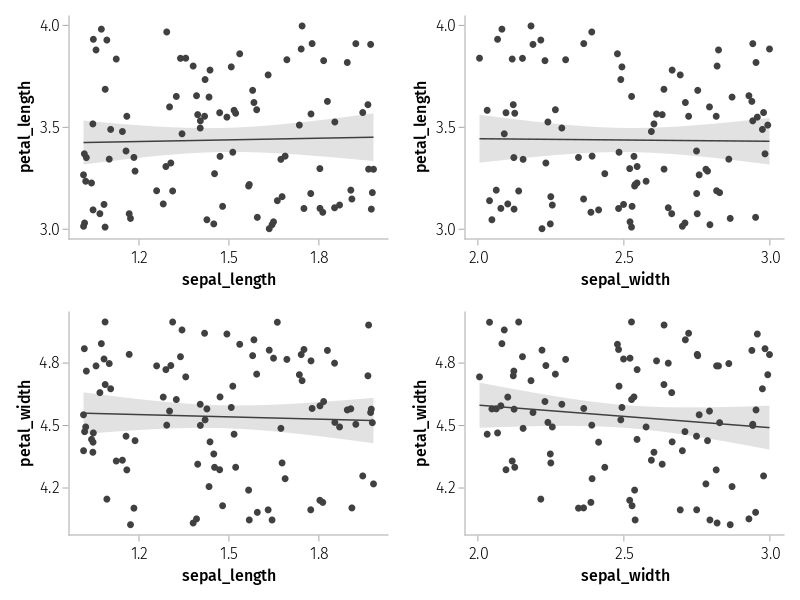 4.0
3.5
3.0
petal_length
1.2 1.5 1.8
sepal_length
4.0
3.5
3.0
petal_length
2.0 2.5 3.0
sepal_width
4.8
4.5
4.2
petal_width
1.2 1.5 1.8
sepal_length
4.8
4.5
4.2
petal_width
2.0 2.5 3.0
sepal_width